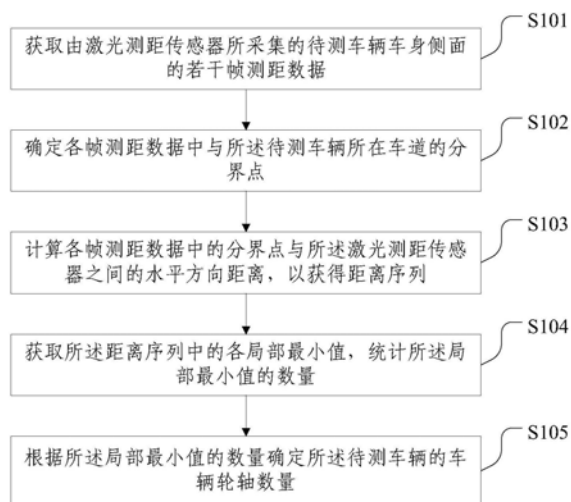 S101
获取由激光测距传感器所采集的待测车辆车身侧面
的若干帧测距数据
S102
确定各帧测距数据中与所述待测车辆所在车道的分
界点
S103
计算各帧测距数据中的分界点与所述激光测距传感
器之间的水平方向距离，以获得距离序列
S104
获取所述距离序列中的各局部最小值，统计所述局
部最小值的数量
S105
根据所述局部最小值的数量确定所述待测车辆的车
辆轮轴数量